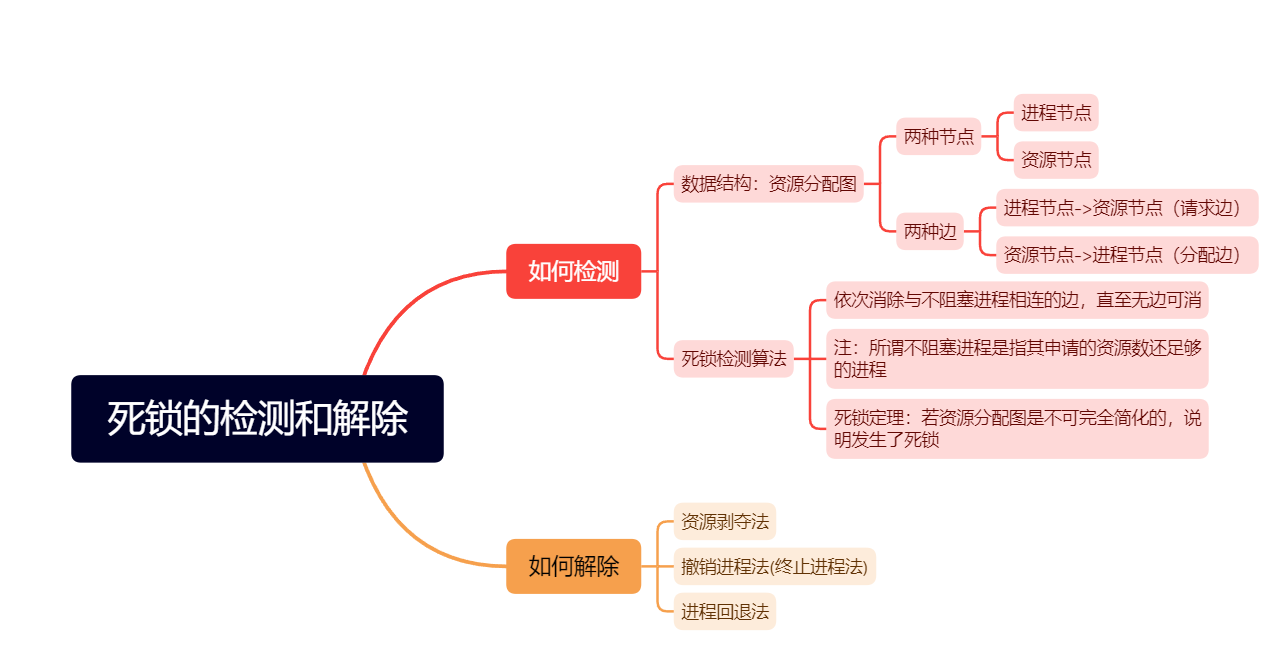 死锁的检测和解除
如何检测
数据结构：资源分配图
两种节点
进程节点
资源节点
两种边
进程节点->资源节点（请求边）
资源节点->进程节点（分配边）
死锁检测算法
依次消除与不阻塞进程相连的边，直至无边可消
注：所谓不阻塞进程是指其申请的资源数还足够
的进程
死锁定理：若资源分配图是不可完全简化的，说
明发生了死锁
如何解除
资源剥夺法
撤销进程法(终止进程法)
进程回退法